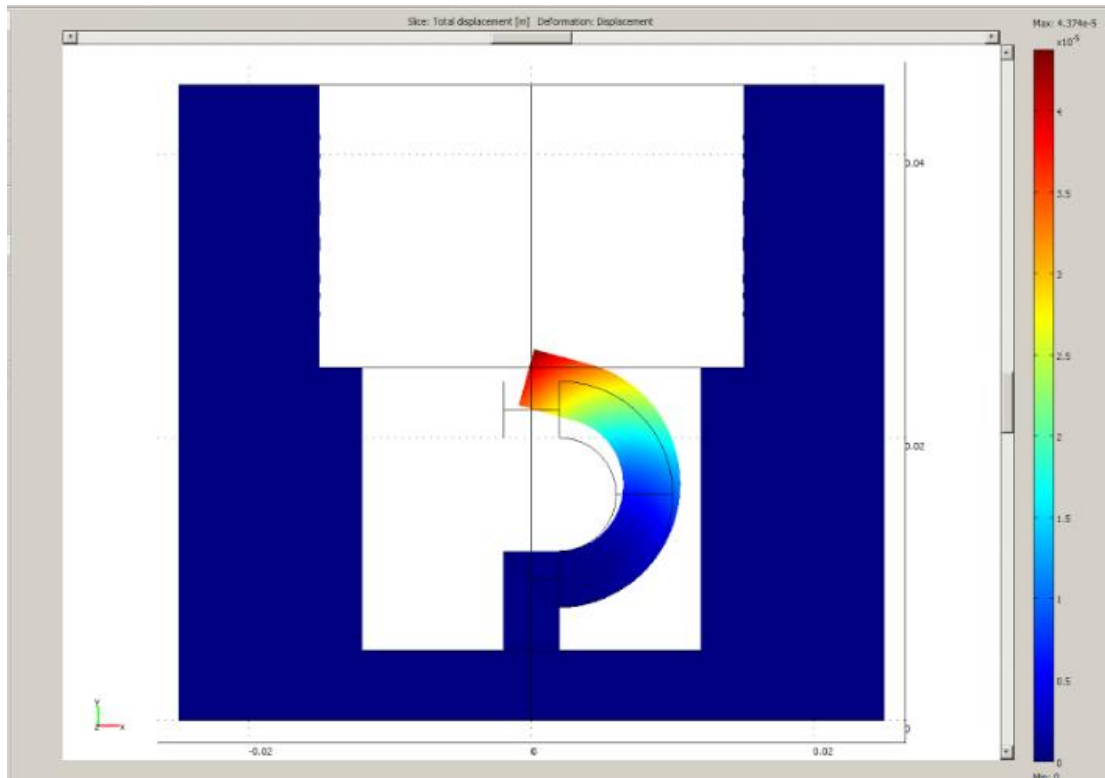 Slice: Total displacement [m] Deformation: Displacement
Max: 4.374e-5
x10-5
4
3.5
3
2.5
2
1.5
1
0.5
0
Min: 0
0.04
0.02
0
-0.02
0
0.02
y
z
x